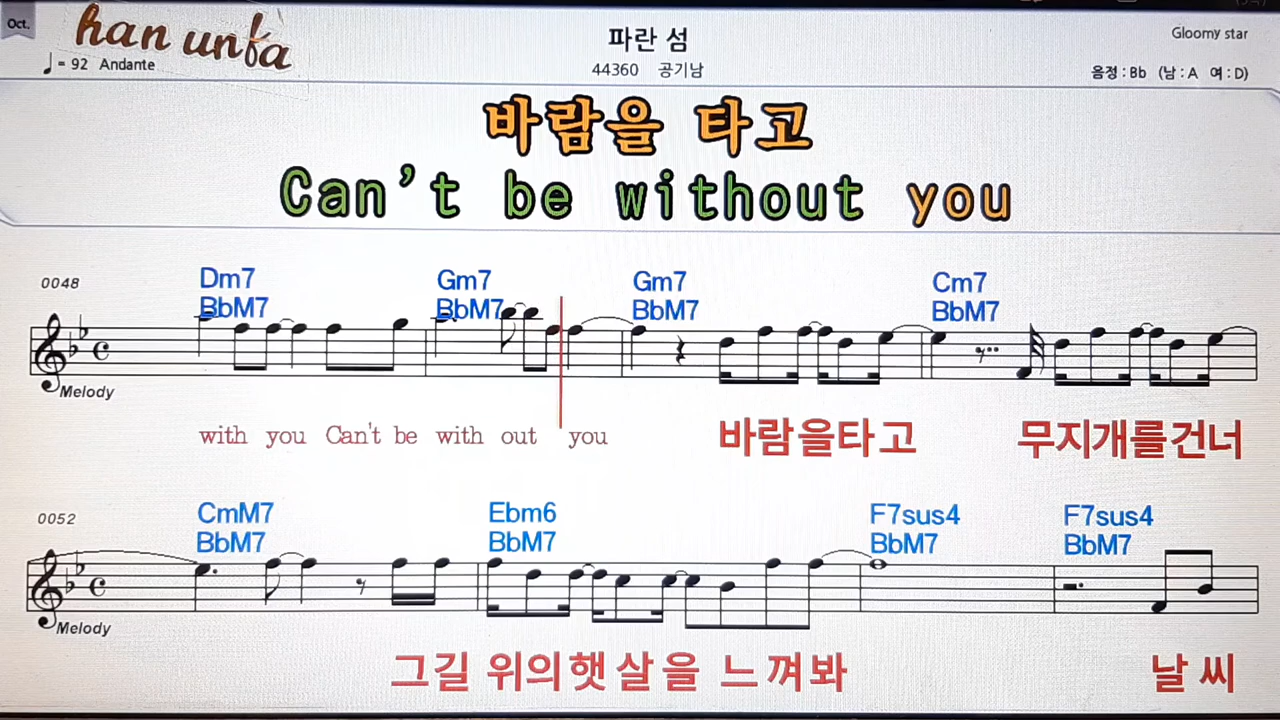 Oct.
han unfa
♩= 92 Andante
파란 섬
44360 공기남
Gloomy star
음정 : Bb (남 : A 여 : D)
바람을 타고
Can't be without you
0048
Dm7 Gm7 Gm7 Cm7
BbM7 BbM7 BbM7 BbM7
Melody
with you Can't be with out you 바람을타고 무지개를건너
0052
CmM7 Ebm6 F7sus4 F7sus4
BbM7 BbM7 BbM7 BbM7
Melody
그길 위의햇살을 느껴봐 날씨